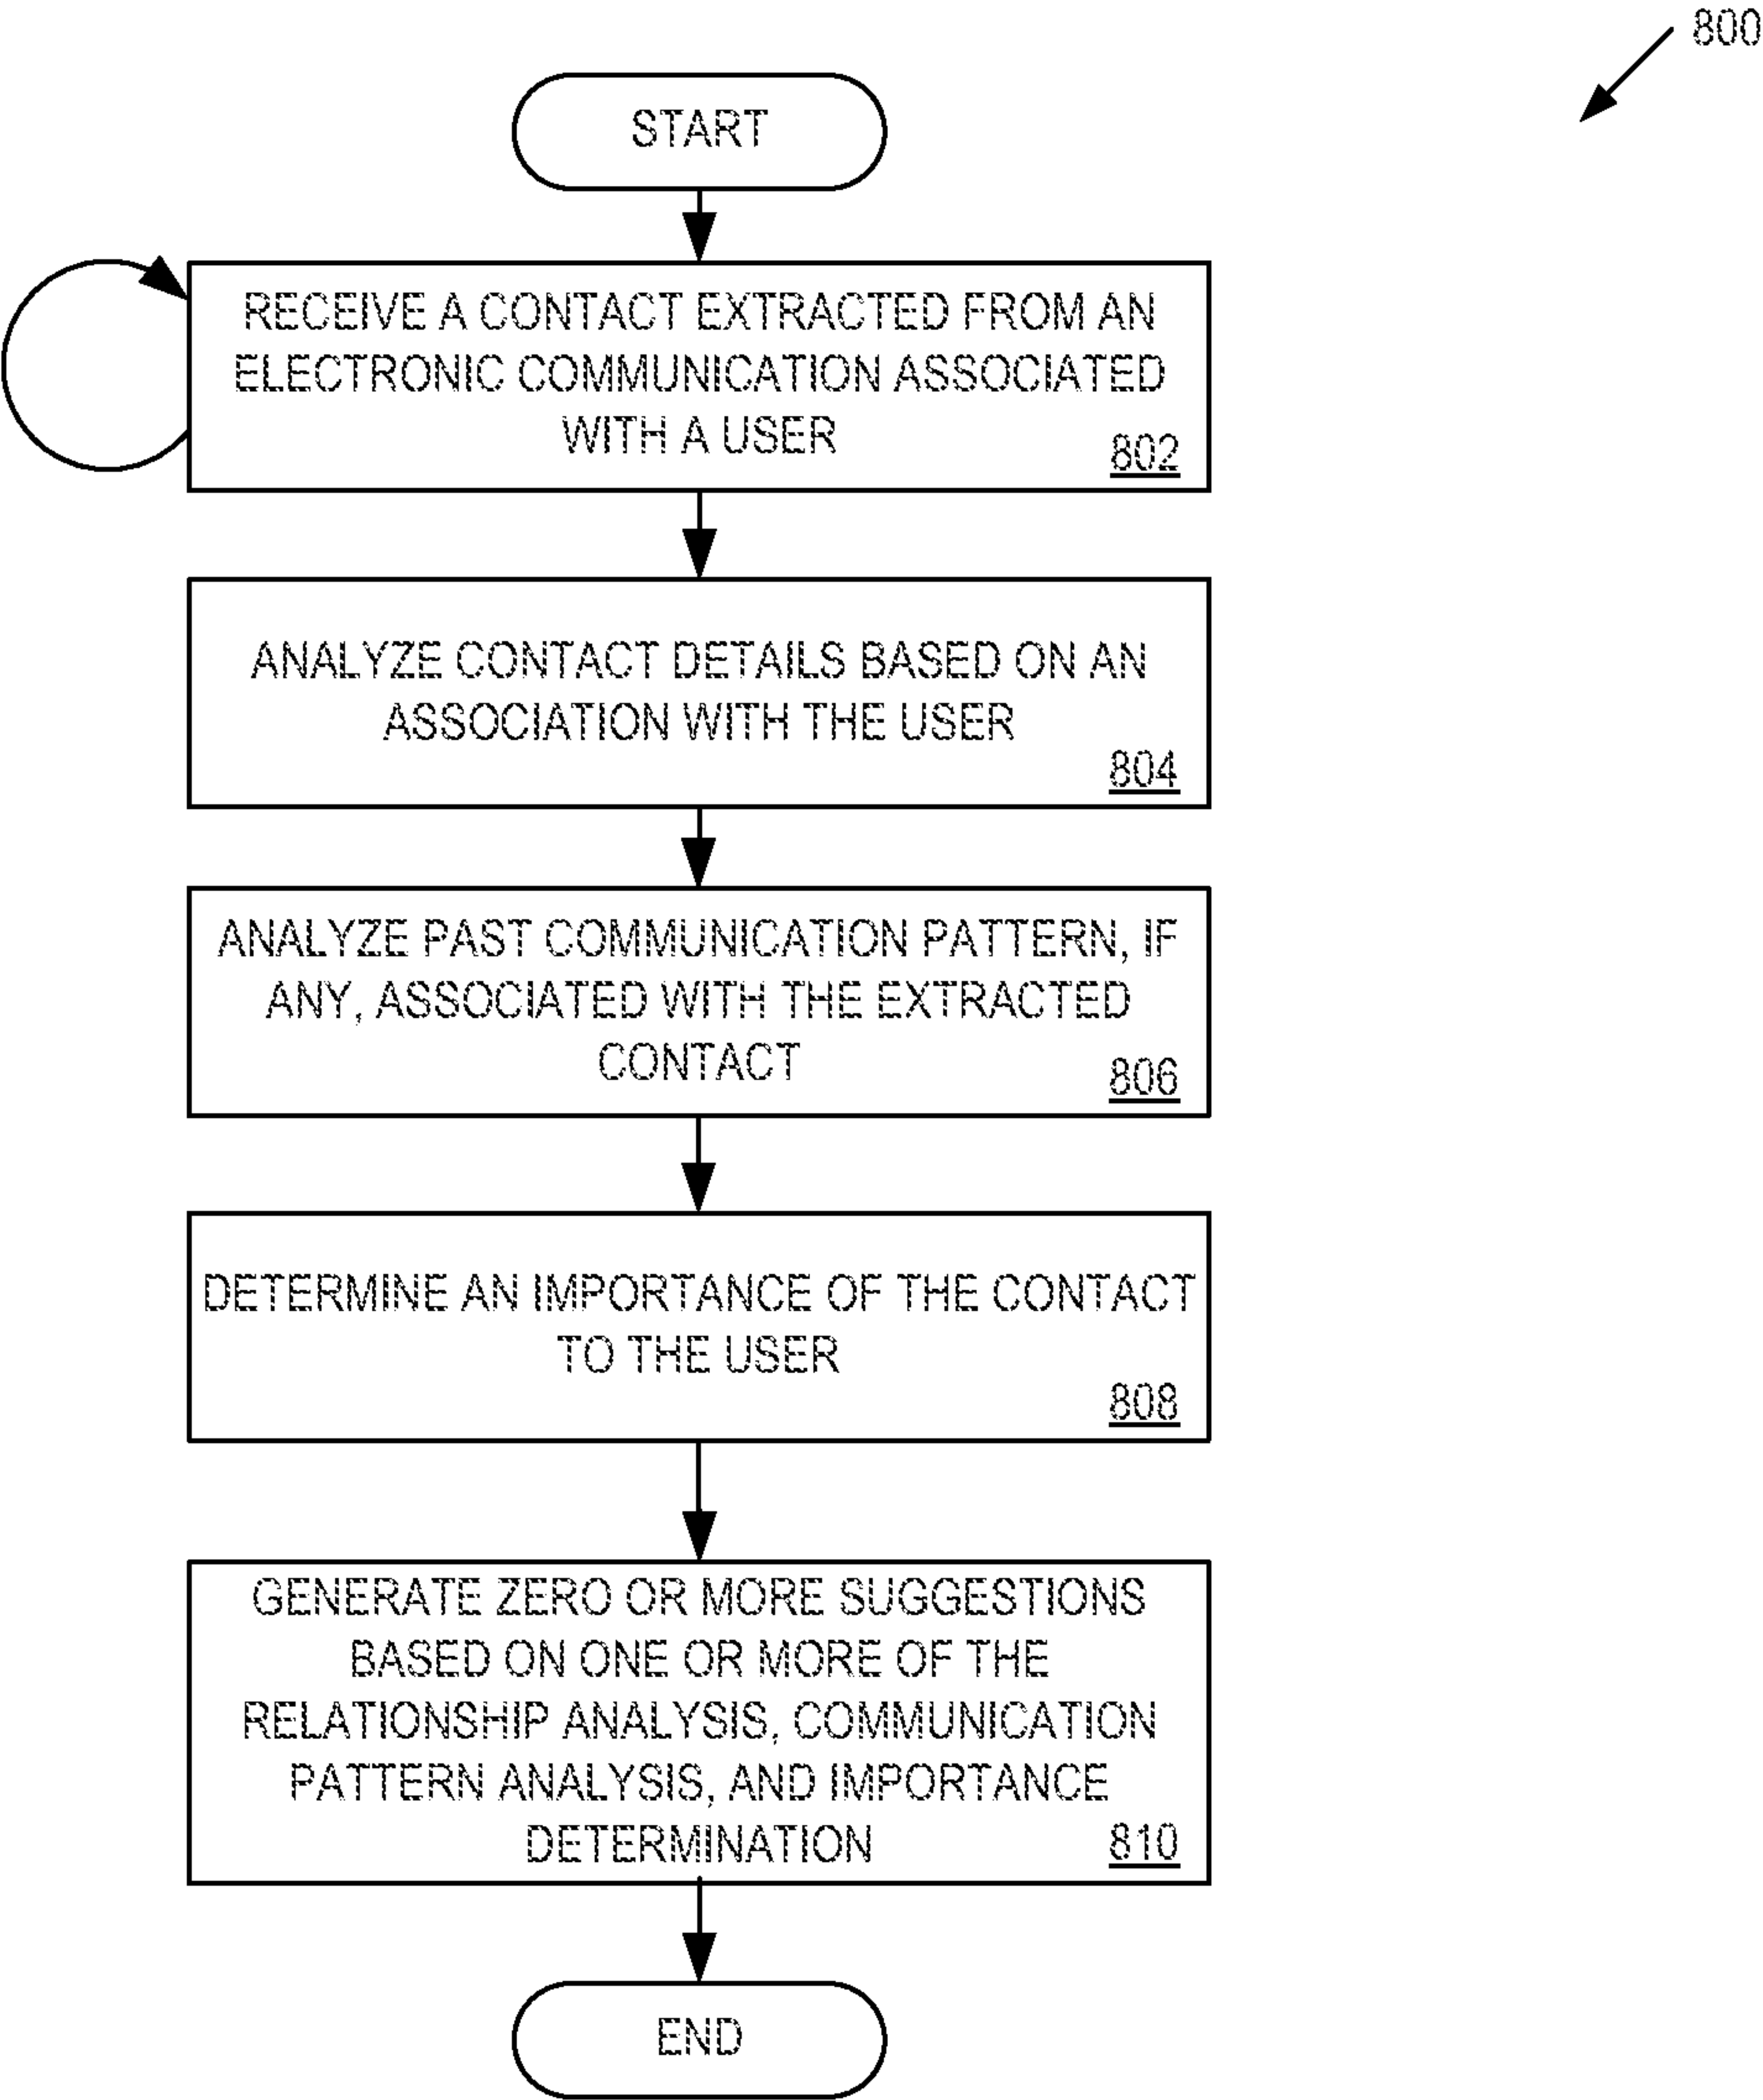 800
START
RECEIVE A CONTACT EXTRACTED FROM AN
ELECTRONIC COMMUNICATION ASSOCIATED
WITH A USER
802
ANALYZE CONTACT DETAILS BASED ON AN
ASSOCIATION WITH THE USER
804
ANALYZE PAST COMMUNICATION PATTERN, IF
ANY, ASSOCIATED WITH THE EXTRACTED
CONTACT
806
DETERMINE AN IMPORTANCE OF THE CONTACT
TO THE USER
808
GENERATE ZERO OR MORE SUGGESTIONS
BASED ON ONE OR MORE OF THE
RELATIONSHIP ANALYSIS, COMMUNICATION
PATTERN ANALYSIS, AND IMPORTANCE
DETERMINATION
810
END